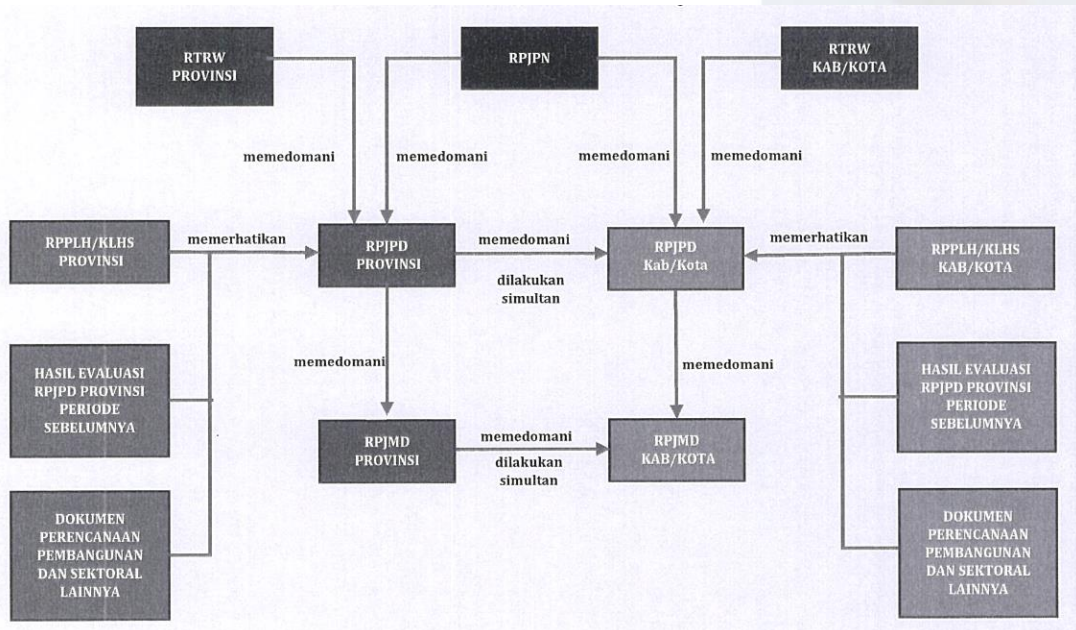 RTRW
PROVINSI
RPJPN
RTRW
KAB/KOTA
memedomani
memedomani
memedomani
memedomani
RPPLH/KLHS
PROVINSI
memerhatikan
RPJPD
PROVINSI
memedomani
dilakukan
simultan
RPJPD
Kab/Kota
memerhatikan
RPPLH/KLHS
KAB/KOTA
HASIL EVALUASI
RPJPD PROVINSI
PERIODE
SEBELUMNYA
memedomani
memedomani
HASIL EVALUASI
RPJPD PROVINSI
PERIODE
SEBELUMNYA
RPJMD
PROVINSI
memedomani
dilakukan
simultan
RPJMD
KAB/KOTA
DOKUMEN
PERENCANAAN
PEMBANGUNAN
DAN SEKTORAL
LAINNYA
DOKUMEN
PERENCANAAN
PEMBANGUNAN
DAN SEKTORAL
LAINNYA